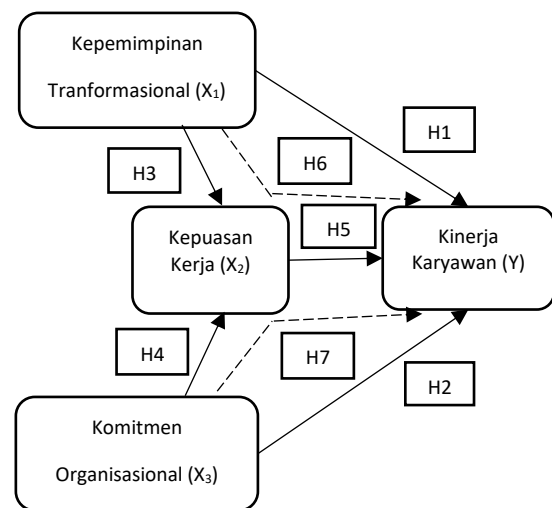 Kepemimpinan
Tranformasional (X₁)
H1
H3
H6
Kepuasan
Kerja (X₂)
H5
Kinerja
Karyawan (Y)
H4
H7
H2
Komitmen
Organisasional (X₃)